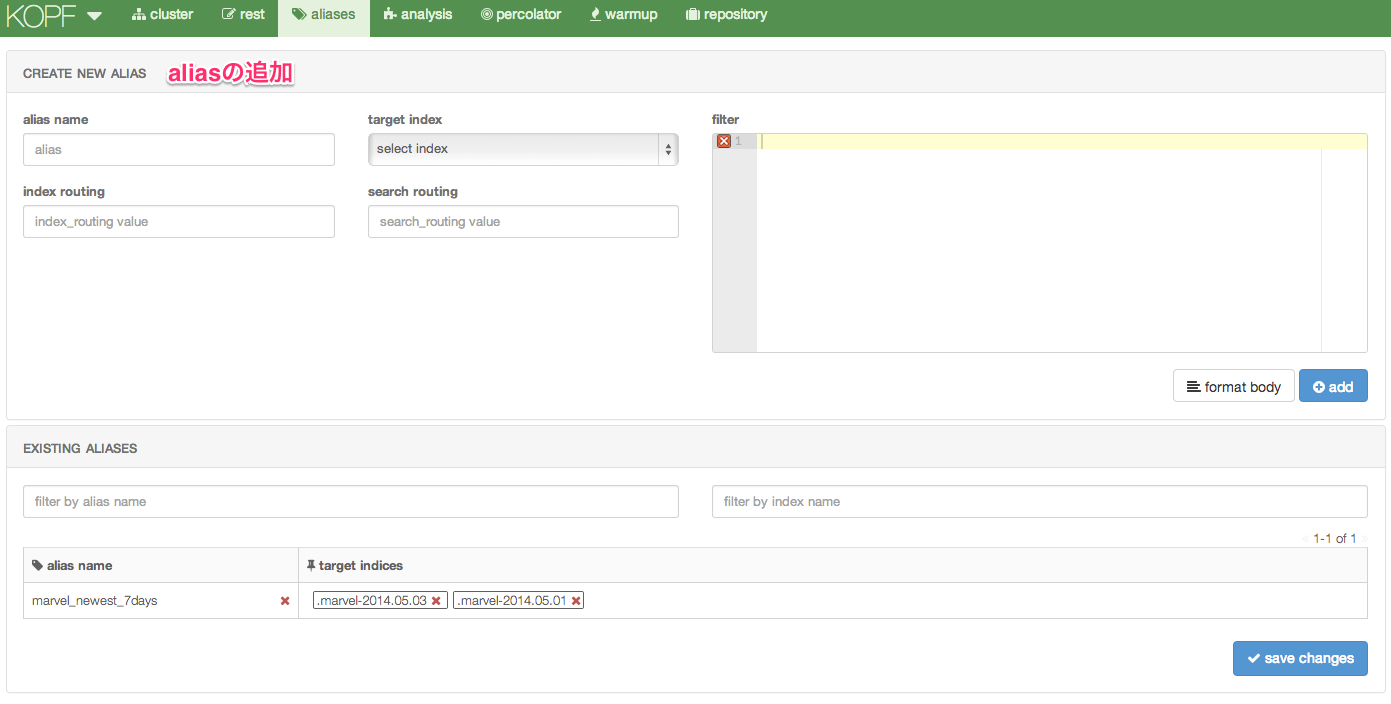 KOPF cluster rest aliases analysis percolator warmup repository
CREATE NEW ALIAS aliasの追加
alias name target index filter
alias select index 1
index routing search routing
index_routing value search_routing value
format body add
EXISTING ALIASES
filter by alias name filter by index name
1-1 of 1
alias name target indices
marvel_newest_7days .marvel-2014.05.03 .marvel-2014.05.01
save changes